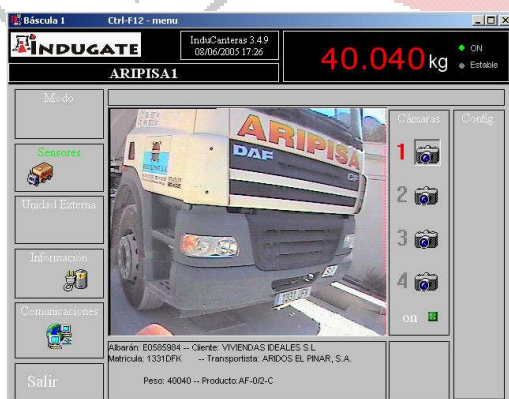 Báscula 1 Ctrl-F12 - menu
INDUGATE
InduCanteras 3.4.9
08/06/2005 17:26
40.040 kg
ON
Estable
ARIPISA1
Modo
Sensores
Unidad Externa
Información
Comunicaciones
Salir
ARIPISA
DAF
CF
Cámaras
1
2
3
4
on
Config.
Albarán: E0585984 -- Cliente: VIVIENDAS IDEALES S.L
Matricula: 1331DFK -- Transportista: ARIDOS EL PINAR, S.A.
Peso: 40040 -- Producto:AF-0/2-C